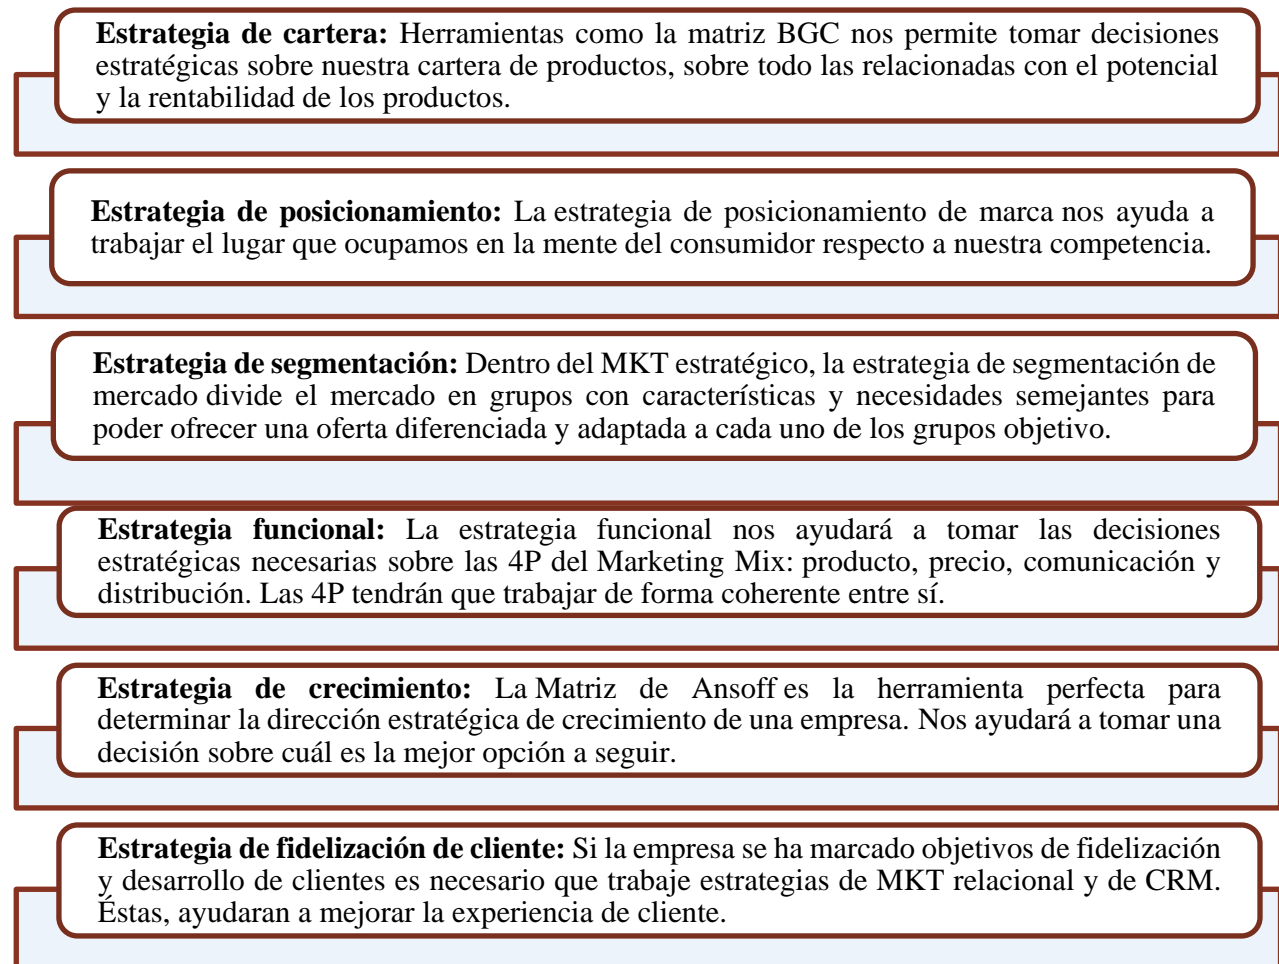 Estrategia de cartera: Herramientas como la matriz BGC nos permite tomar decisiones
estratégicas sobre nuestra cartera de productos, sobre todo las relacionadas con el potencial
y la rentabilidad de los productos.
Estrategia de posicionamiento: La estrategia de posicionamiento de marca nos ayuda a
trabajar el lugar que ocupamos en la mente del consumidor respecto a nuestra competencia.
Estrategia de segmentación: Dentro del MKT estratégico, la estrategia de segmentación de
mercado divide el mercado en grupos con características y necesidades semejantes para
poder ofrecer una oferta diferenciada y adaptada a cada uno de los grupos objetivo.
Estrategia funcional: La estrategia funcional nos ayudará a tomar las decisiones
estratégicas necesarias sobre las 4P del Marketing Mix: producto, precio, comunicación y
distribución. Las 4P tendrán que trabajar de forma coherente entre sí.
Estrategia de crecimiento: La Matriz de Ansoff es la herramienta perfecta para
determinar la dirección estratégica de crecimiento de una empresa. Nos ayudará a tomar una
decisión sobre cuál es la mejor opción a seguir.
Estrategia de fidelización de cliente: Si la empresa se ha marcado objetivos de fidelización
y desarrollo de clientes es necesario que trabaje estrategias de MKT relacional y de CRM.
Éstas, ayudaran a mejorar la experiencia de cliente.